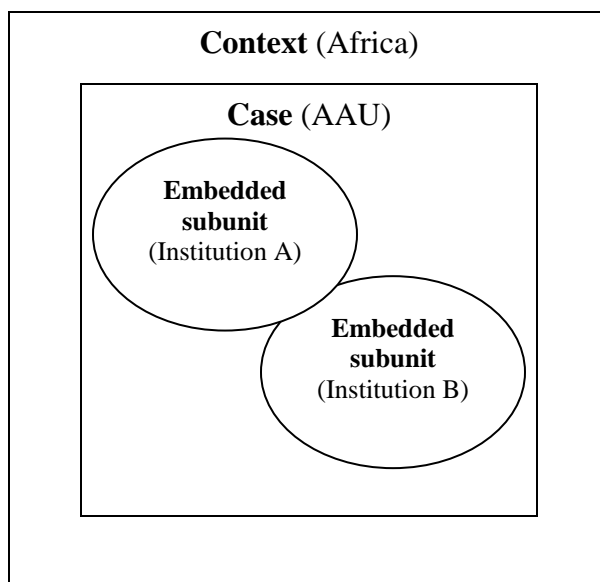 Context (Africa)
Case (AAU)
Embedded
subunit
(Institution A)
Embedded
subunit
(Institution B)